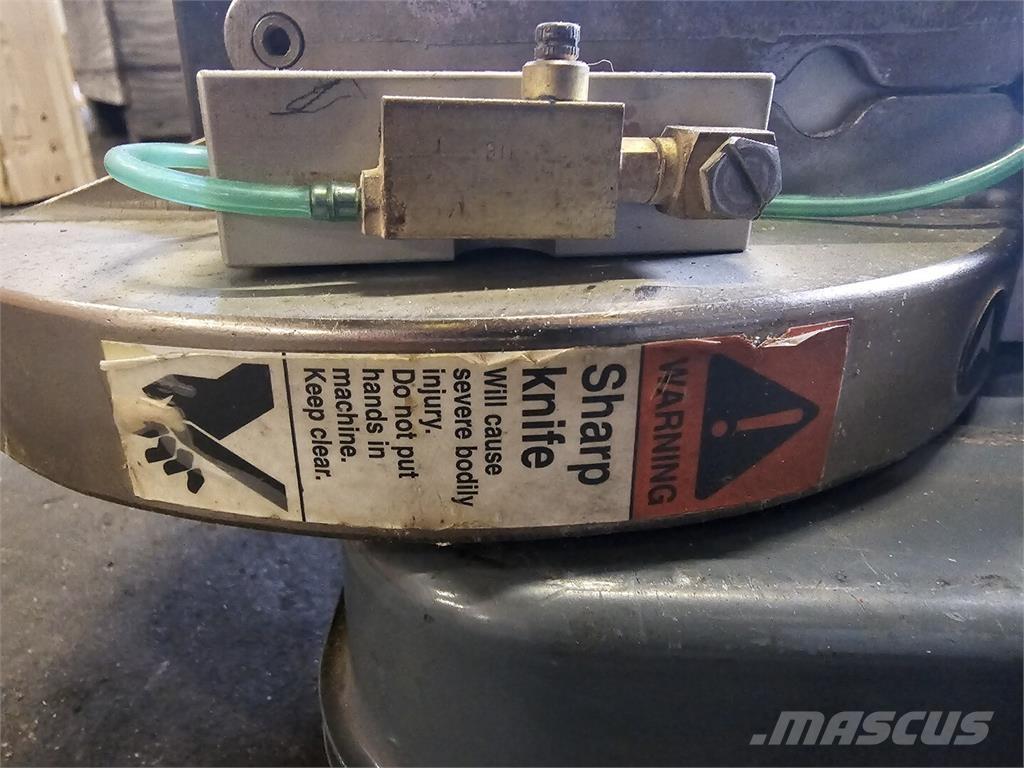 WARNING
Sharp
knife
Will cause
severe bodily
injury.
Do not put
hands in
machine.
Keep clear.
MASCUS